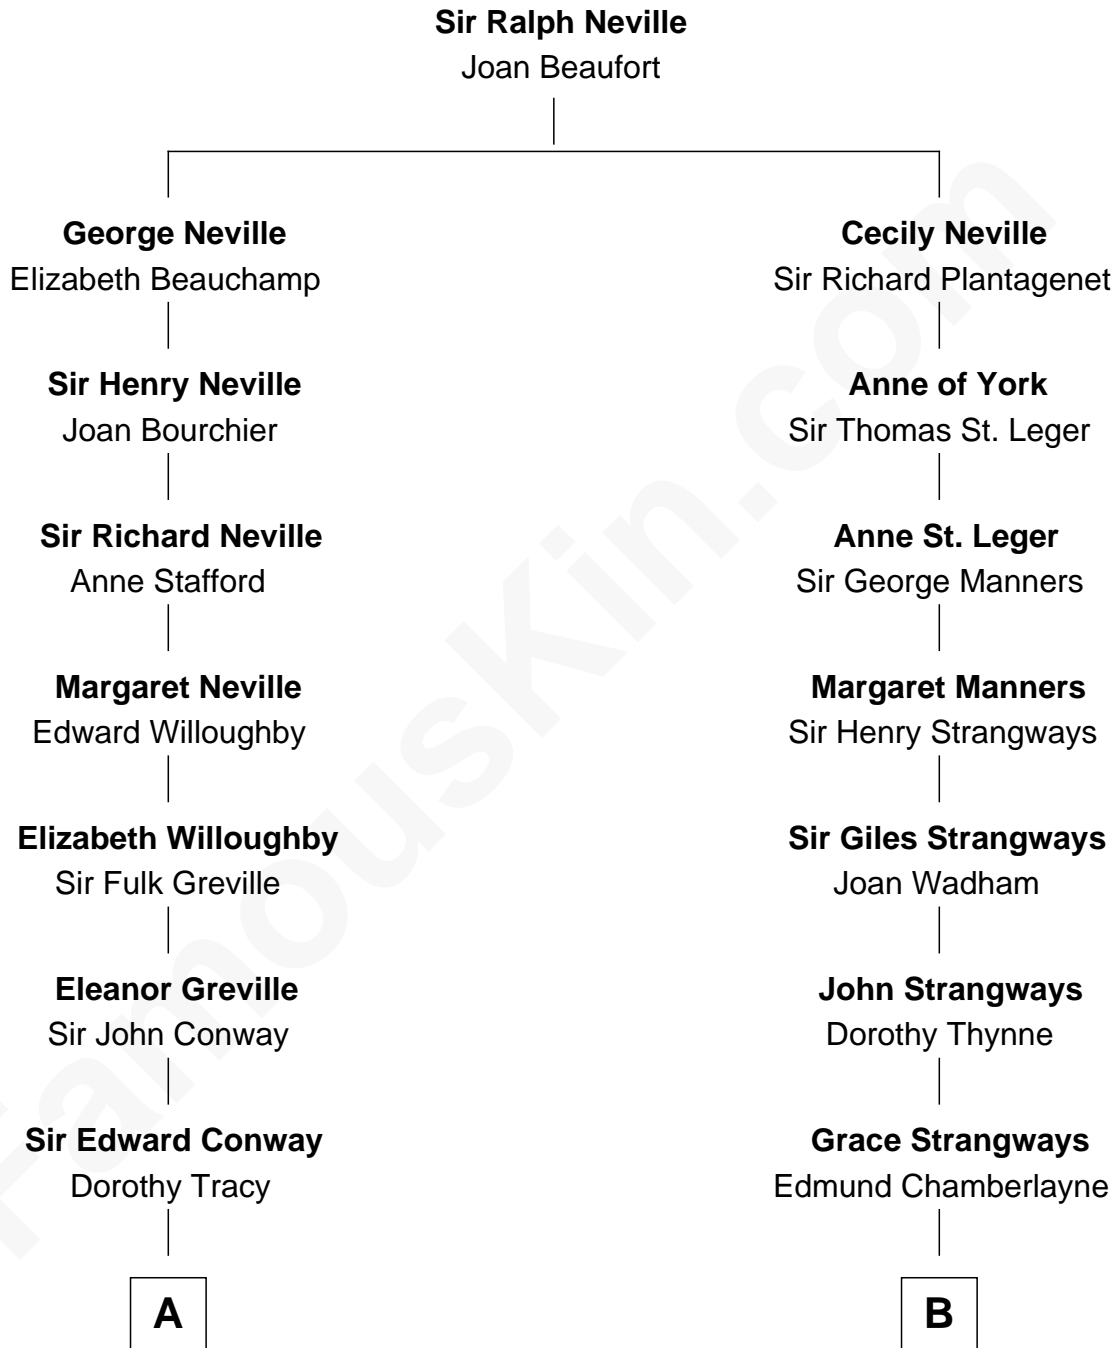 Sir Ralph Neville
Joan Beaufort
George Neville
Elizabeth Beauchamp
Sir Henry Neville
Joan Bourchier
Sir Richard Neville
Anne Stafford
Margaret Neville
Edward Willoughby
Elizabeth Willoughby
Sir Fulk Greville
Eleanor Greville
Sir John Conway
Sir Edward Conway
Dorothy Tracy
A
Cecily Neville
Sir Richard Plantagenet
Anne of York
Sir Thomas St. Leger
Anne St. Leger
Sir George Manners
Margaret Manners
Sir Henry Strangways
Sir Giles Strangways
Joan Wadham
John Strangways
Dorothy Thynne
Grace Strangways
Edmund Chamberlayne
B
FamousKin.com